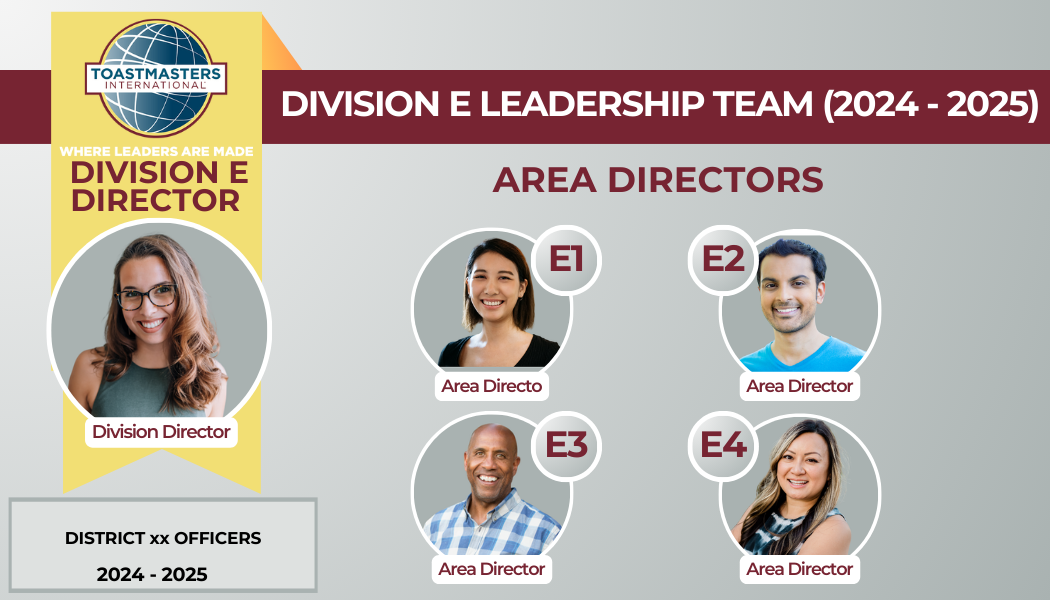 TOASTMASTERS
INTERNATIONAL
WHERE LEADERS ARE MADE
DIVISION E
DIRECTOR
Division Director
DISTRICT xx OFFICERS
2024 - 2025
DIVISION E LEADERSHIP TEAM (2024 - 2025)
AREA DIRECTORS
E1
Area Directo
E2
Area Director
E3
Area Director
E4
Area Director